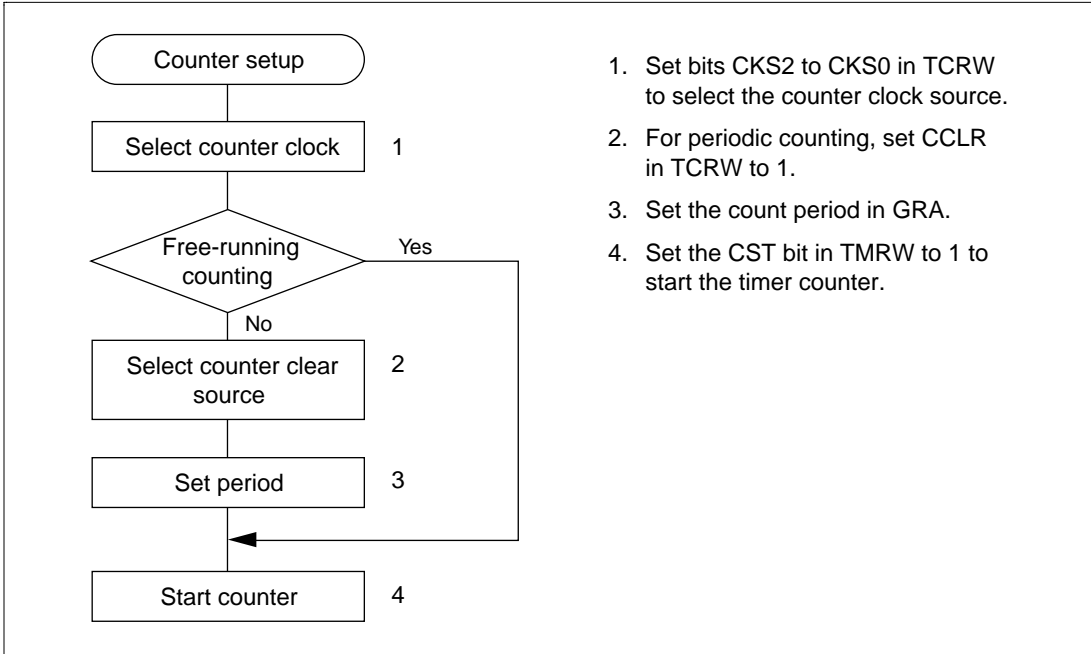 Counter setup
Select counter clock 1
Free-running
counting
Yes
No
Select counter clear
source
2
Set period 3
Start counter 4
1. Set bits CKS2 to CKS0 in TCRW
to select the counter clock source.
2. For periodic counting, set CCLR
in TCRW to 1.
3. Set the count period in GRA.
4. Set the CST bit in TMRW to 1 to
start the timer counter.